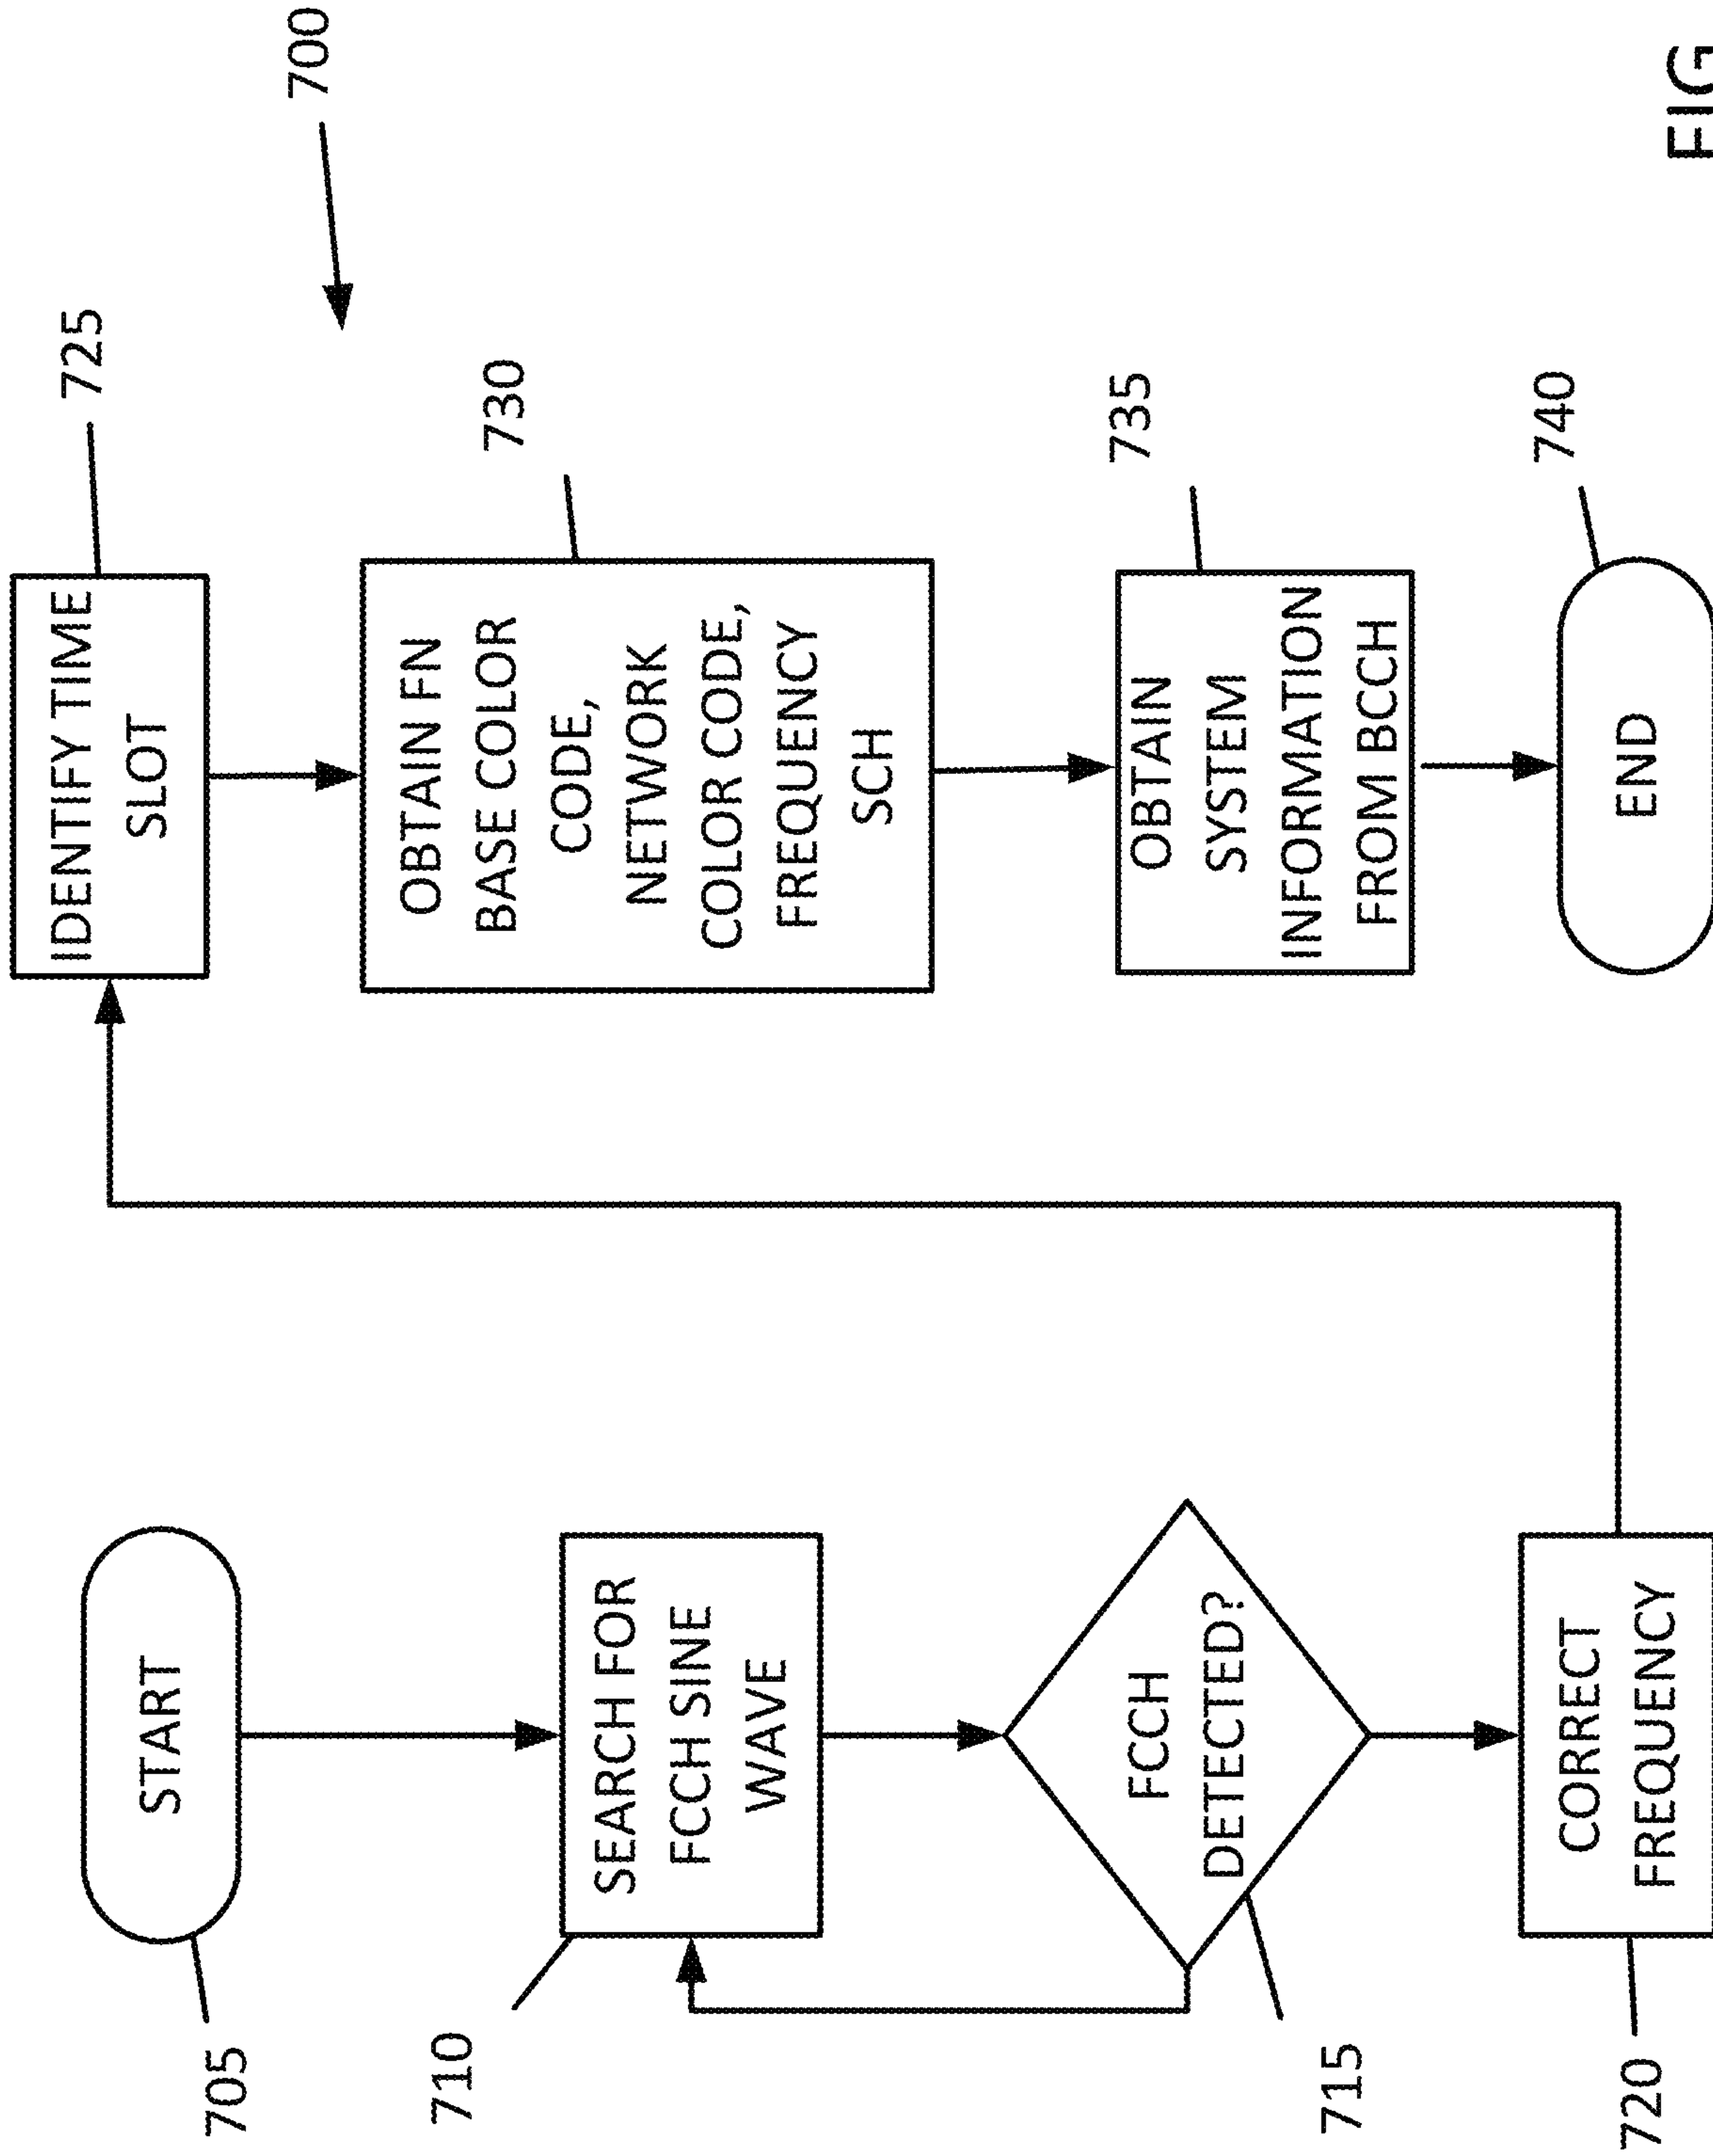 700
START
705
SEARCH FOR
FCCH SINE
WAVE
710
FCCH
DETECTED?
715
CORRECT
FREQUENCY
720
IDENTIFY TIME
SLOT
725
OBTAIN FN
BASE COLOR
CODE,
NETWORK
COLOR CODE,
FREQUENCY
SCH
730
OBTAIN
SYSTEM
INFORMATION
FROM BCCH
735
END
740
FIG